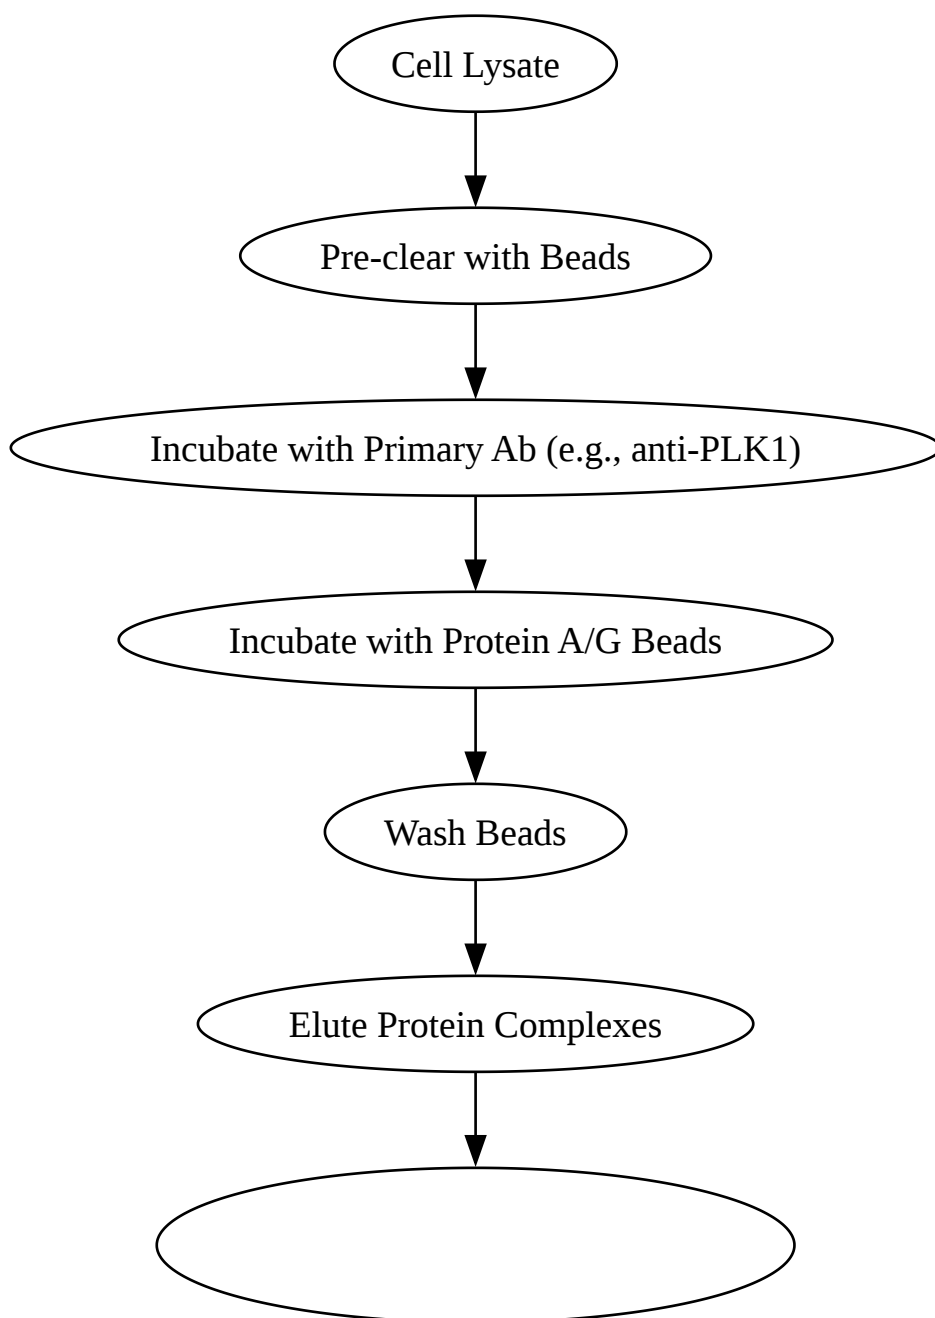 Cell Lysate
Pre-clear with Beads
Incubate with Primary Ab (e.g., anti-PLK1)
Incubate with Protein A/G Beads
Wash Beads
Elute Protein Complexes